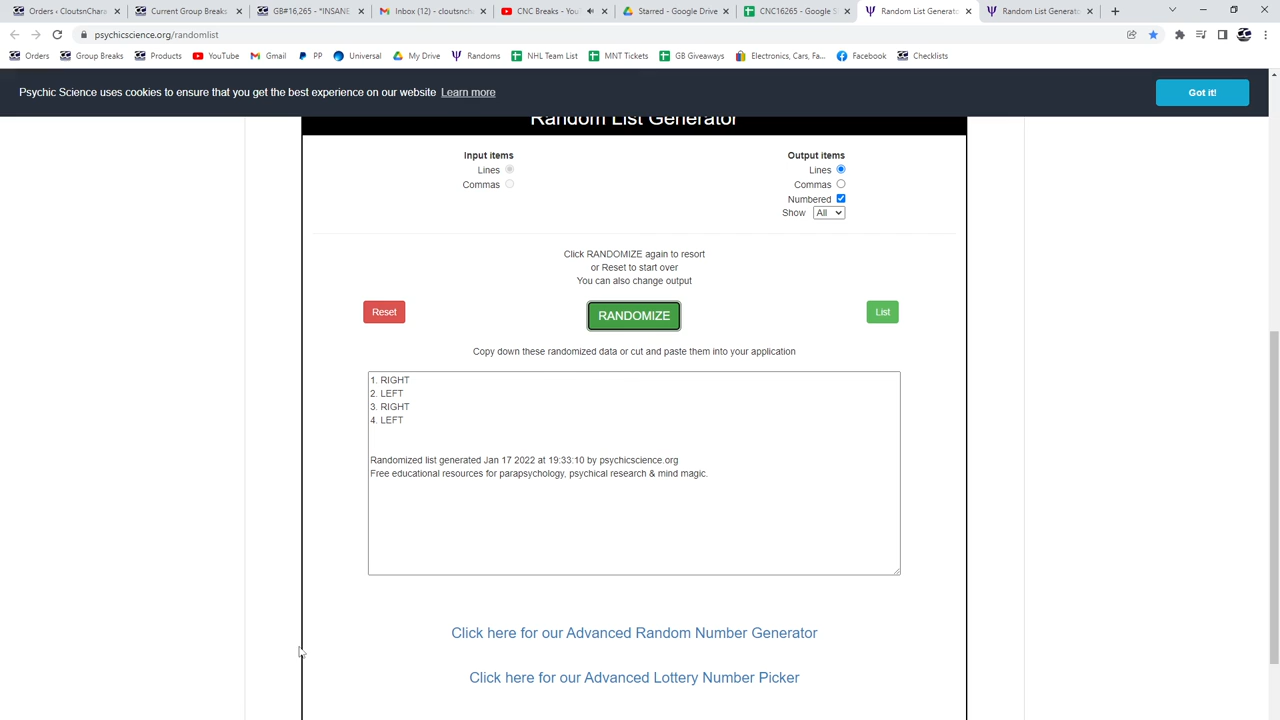 Orders ‹ CloutsnChara
Current Group Breaks
GB#16,265 - *INSANE
Inbox (12) - cloutsnc
CNC Breaks - You
Starred - Google Drive
CNC16265 - Google S
Random List Generato
Random List Generato
psychicscience.org/randomlist
Orders
Group Breaks
Products
YouTube
Gmail
PP
Universal
My Drive
Randoms
NHL Team List
MNT Tickets
GB Giveaways
Electronics, Cars, Fa...
Facebook
Checklists
Psychic Science uses cookies to ensure that you get the best experience on our website Learn more
Got it!
Random List Generator
Input items
Lines
Commas
Output items
Lines
Commas
Numbered
Show All
Click RANDOMIZE again to resort
or Reset to start over
You can also change output
Reset
RANDOMIZE
List
Copy down these randomized data or cut and paste them into your application
1. RIGHT
2. LEFT
3. RIGHT
4. LEFT
Randomized list generated Jan 17 2022 at 19:33:10 by psychicscience.org
Free educational resources for parapsychology, psychical research & mind magic.
Click here for our Advanced Random Number Generator
Click here for our Advanced Lottery Number Picker